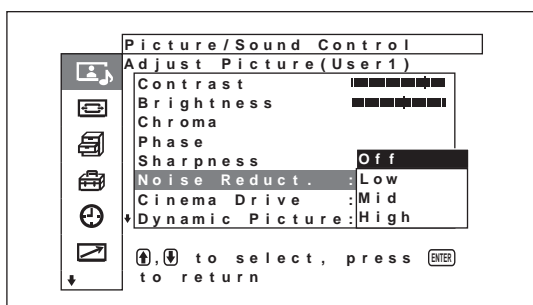 Picture/Sound Control
Adjust Picture(User1)
Contrast
Brightness
Chroma
Phase
Sharpness
Off
Noise Reduct. :Low
Cinema Drive :Mid
Dynamic Picture:High
to select, press ENTER
to return